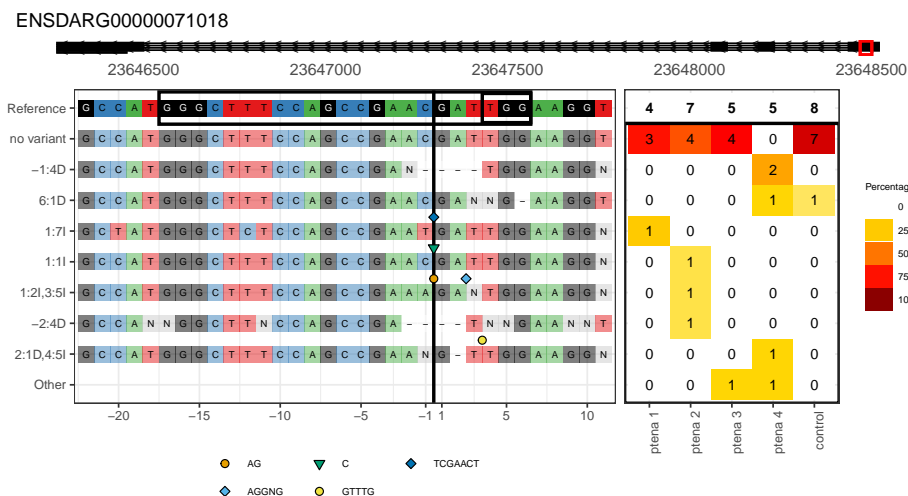 ENSDARG00000071018
23646500 23647000 23647500 23648000 23648500
Reference G C C A T G G G C T T T C C A G C C G A A C G A T T G G A A G G T 4 7 5 5 8
no variant G C C A T G G G C T T T C C A G C C G A A C G A T T G G A A G G T 3 4 4 0 7
−1:4D G C C A T G G G C T T T C C A G C C G A N - - - - T G G A A G G N 0 0 0 2 0
6:1D G C C A T G G G C T T T C C A G C C G A A C G A N N G - A A G G T 0 0 0 1 1
1:7I G C T A T G G G C T C T C C A G C C G A A T G A T T G G A A G G N 1 0 0 0 0
1:1I G C C A T G G G C T T T C C A G C C G A A C G A T T G G A A G G N 0 1 0 0 0
1:2I,3:5I G C C A T G G G C T T T C C A G C C G A A A G A N T G G A A G G N 0 1 0 0 0
−2:4D G C C A N N G G C T T N C C A G C C G A - - - - T N N G A A N N T 0 1 0 0 0
2:1D,4:5I G C C A T G G G C T T T C C A G C C G A A N G - T T G G A A G G N 0 0 0 1 0
Other 0 0 1 1 0
−20 −15 −10 −5 −1 1 5 10
ptena 1 ptena 2 ptena 3 ptena 4 control
AG C TCGAACT
AGGNG GTTTG
Percentag
0
25
50
75
10